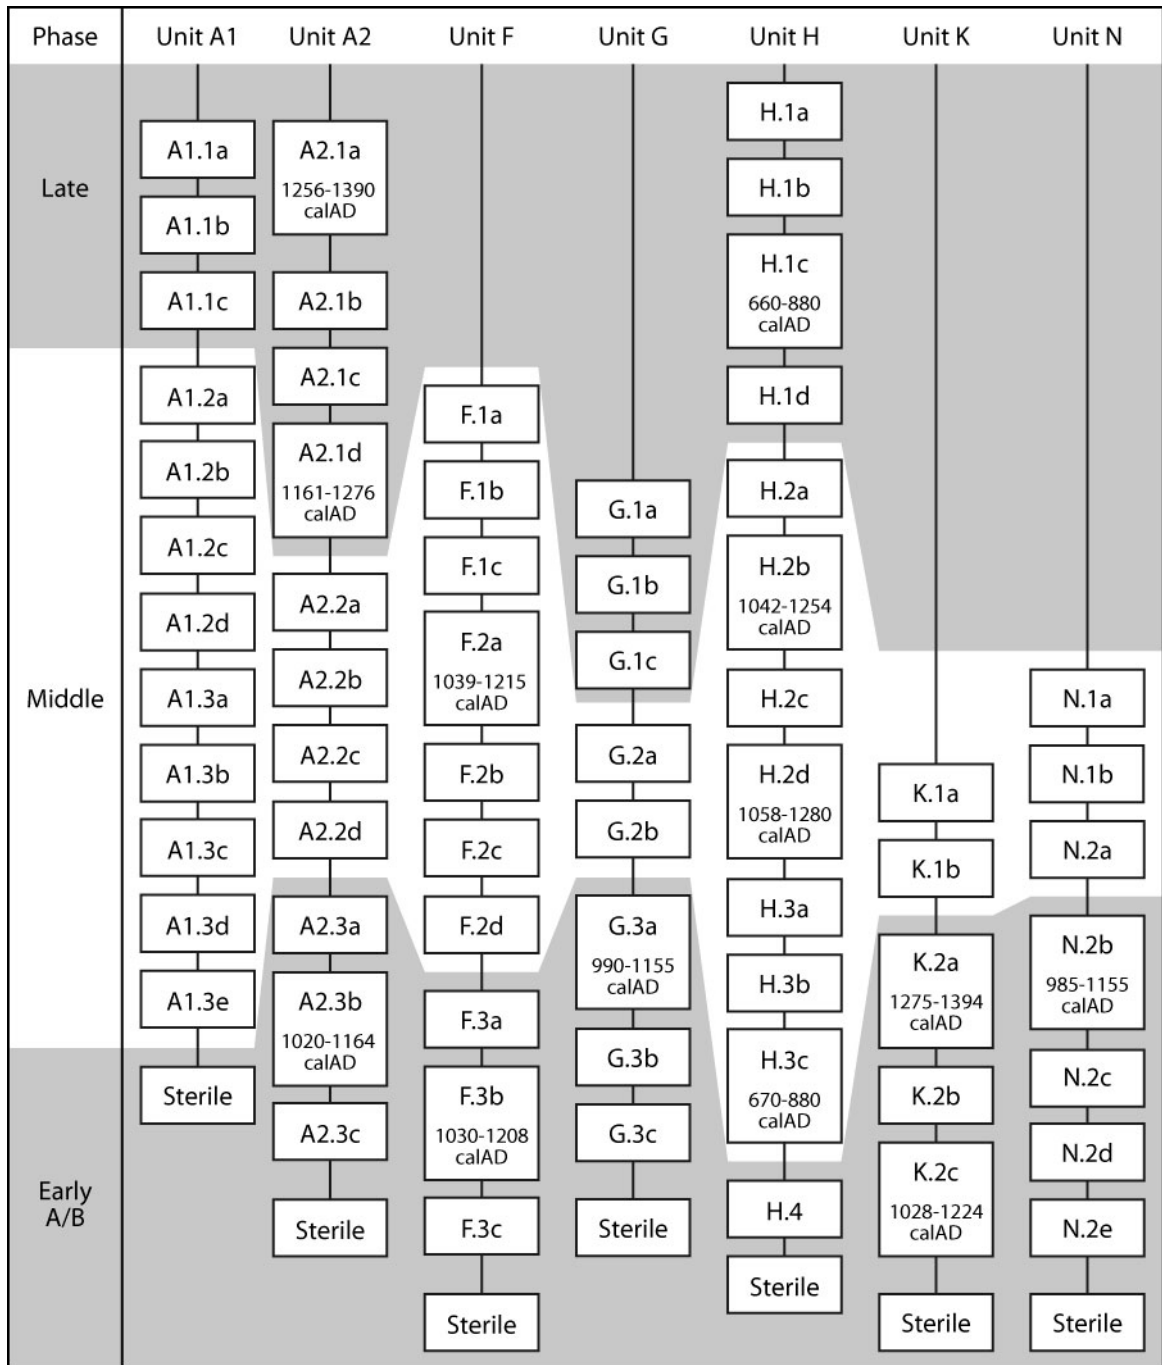 Phase
Unit A1
Unit A2
Unit F
Unit G
Unit H
Unit K
Unit N
Late
Middle
Early
A/B
A1.1a
A1.1b
A1.1c
A1.2a
A1.2b
A1.2c
A1.2d
A1.3a
A1.3b
A1.3c
A1.3d
A1.3e
Sterile
A2.1a
1256-1390
calAD
A2.1b
A2.1c
A2.1d
1161-1276
calAD
A2.2a
A2.2b
A2.2c
A2.2d
A2.3a
A2.3b
1020-1164
calAD
A2.3c
Sterile
F.1a
F.1b
F.1c
F.2a
1039-1215
calAD
F.2b
F.2c
F.2d
F.3a
F.3b
1030-1208
calAD
F.3c
Sterile
G.1a
G.1b
G.1c
G.2a
G.2b
G.3a
990-1155
calAD
G.3b
G.3c
Sterile
H.1a
H.1b
H.1c
660-880
calAD
H.1d
H.2a
H.2b
1042-1254
calAD
H.2c
H.2d
1058-1280
calAD
H.3a
H.3b
H.3c
670-880
calAD
H.4
Sterile
K.1a
K.1b
K.2a
1275-1394
calAD
K.2b
K.2c
1028-1224
calAD
Sterile
N.1a
N.1b
N.2a
N.2b
985-1155
calAD
N.2c
N.2d
N.2e
Sterile